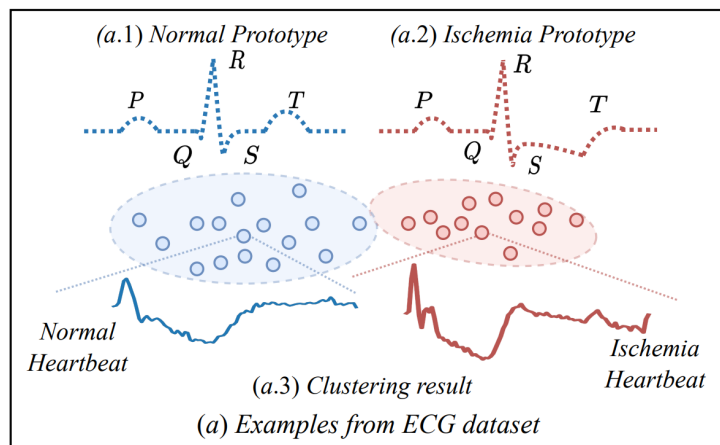 (a.1) Normal Prototype
(a.2) Ischemia Prototype
P
R
T
Q
S
P
R
T
Q
S
Normal
Heartbeat
Ischemia
Heartbeat
(a.3) Clustering result
(a) Examples from ECG dataset